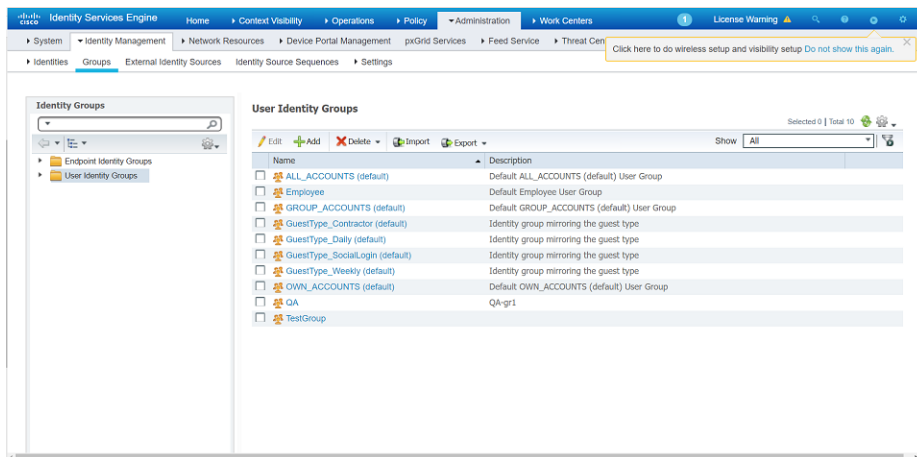 CISCO Identity Services Engine Home Context Visibility Operations Policy Administration Work Centers 1 License Warning
System Identity Management Network Resources Device Portal Management pxGrid Services Feed Service Threat Cen
Click here to do wireless setup and visibility setup Do not show this again.
Identities Groups External Identity Sources Identity Source Sequences Settings
Identity Groups
Endpoint Identity Groups
User Identity Groups
User Identity Groups
Selected 0 | Total 10
Edit Add Delete Import Export Show All
Name Description
ALL_ACCOUNTS (default) Default ALL_ACCOUNTS (default) User Group
Employee Default Employee User Group
GROUP_ACCOUNTS (default) Default GROUP_ACCOUNTS (default) User Group
GuestType_Contractor (default) Identity group mirroring the guest type
GuestType_Daily (default) Identity group mirroring the guest type
GuestType_SocialLogin (default) Identity group mirroring the guest type
GuestType_Weekly (default) Identity group mirroring the guest type
OWN_ACCOUNTS (default) Default OWN_ACCOUNTS (default) User Group
QA QA-gr1
TestGroup